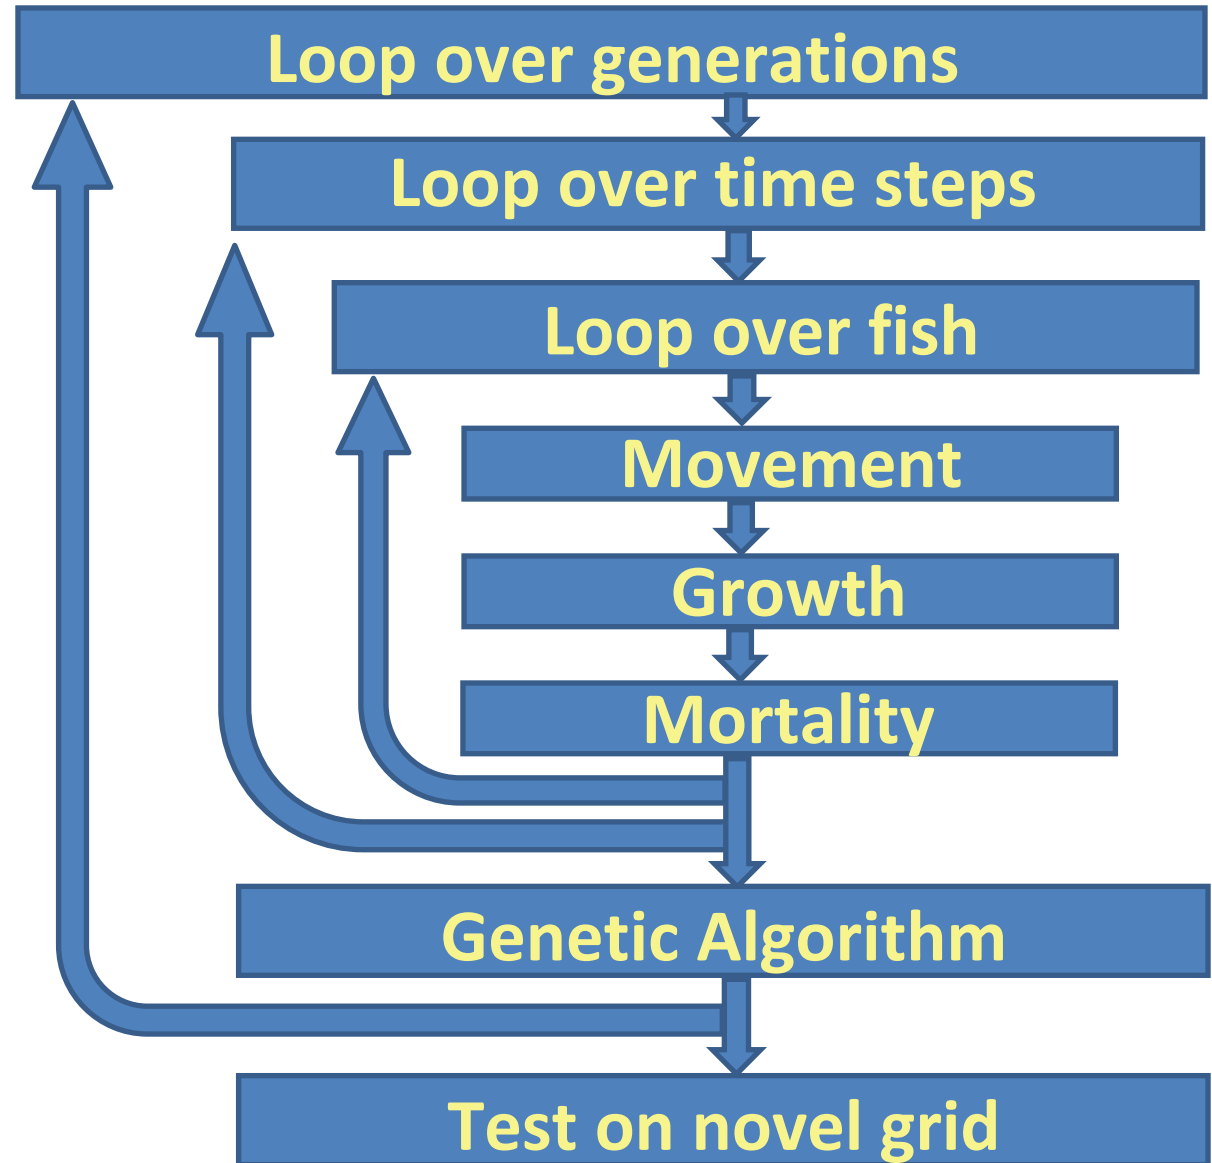 Loop over generations
Loop over time steps
Loop over fish
Movement
Growth
Mortality
Genetic Algorithm
Test on novel grid